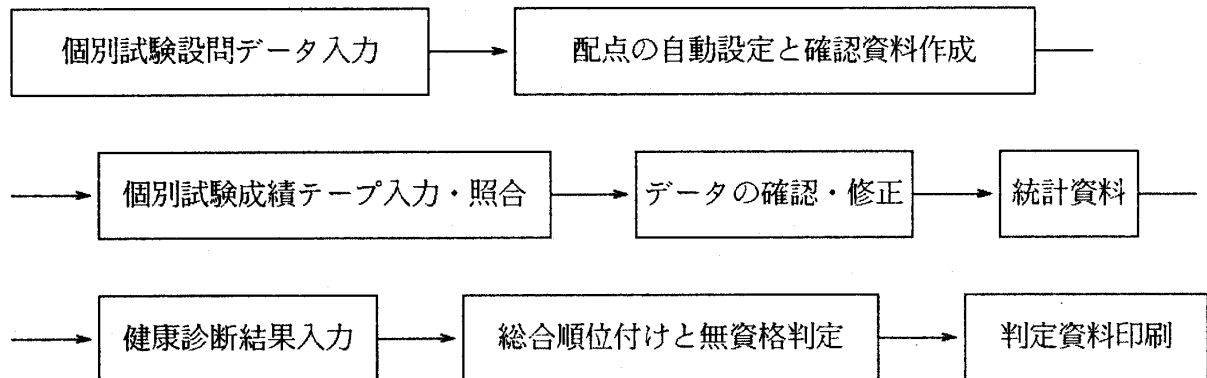 個別試験設問データ入力 配点の自動設定と確認資料作成
個別試験成績テープ入力・照合 データの確認・修正 統計資料
健康診断結果入力 総合順位付けと無資格判定 判定資料印刷